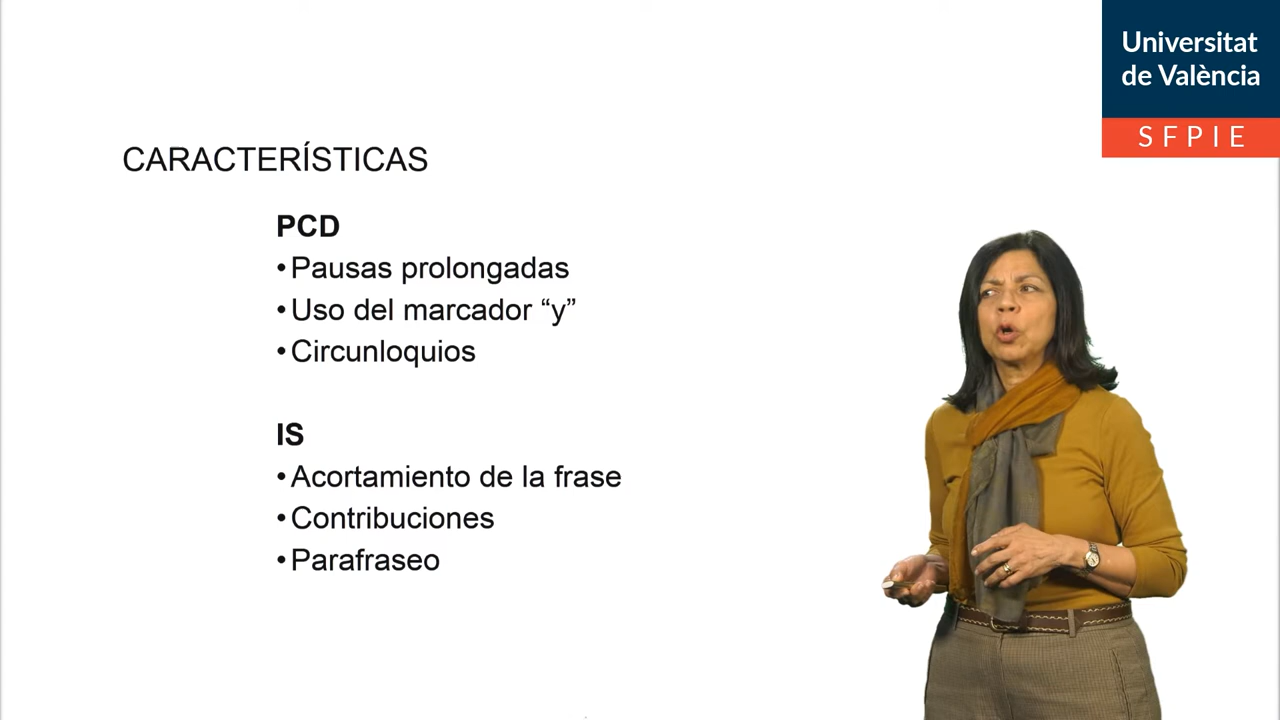 Universitat
de València
SFPIE
CARACTERÍSTICAS
PCD
•Pausas prolongadas
•Uso del marcador “y”
•Circunloquios
IS
•Acortamiento de la frase
•Contribuciones
•Parafraseo